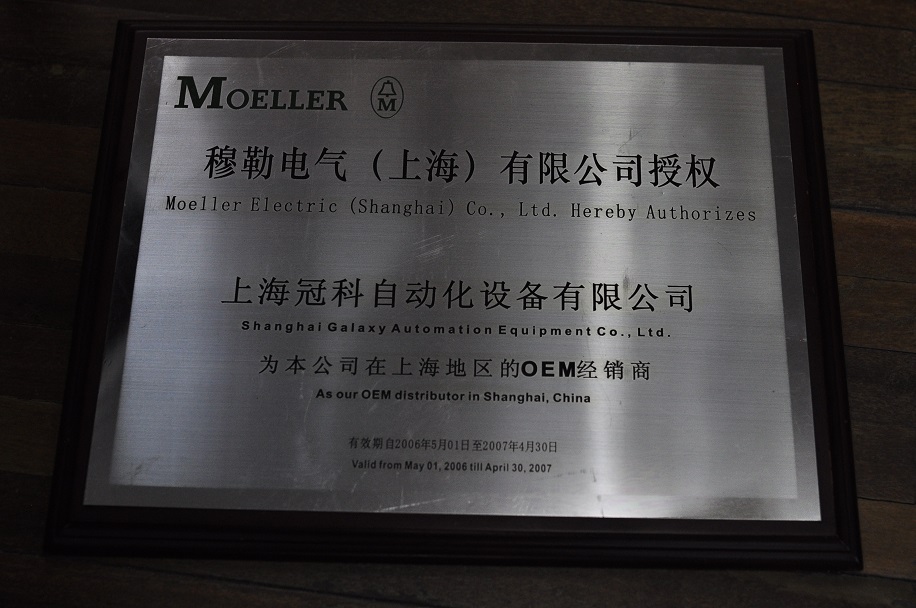 MOELLER M
穆勒电气（上海）有限公司授权
Moeller Electric (Shanghai) Co., Ltd. Hereby Authorizes
上海冠科自动化设备有限公司
Shanghai Galaxy Automation Equipment Co., Ltd.
为本公司在上海地区的OEM经销商
As our OEM distributor in Shanghai, China
有效期自2006年5月01日至2007年4月30日
Valid from May 01, 2006 till April 30, 2007